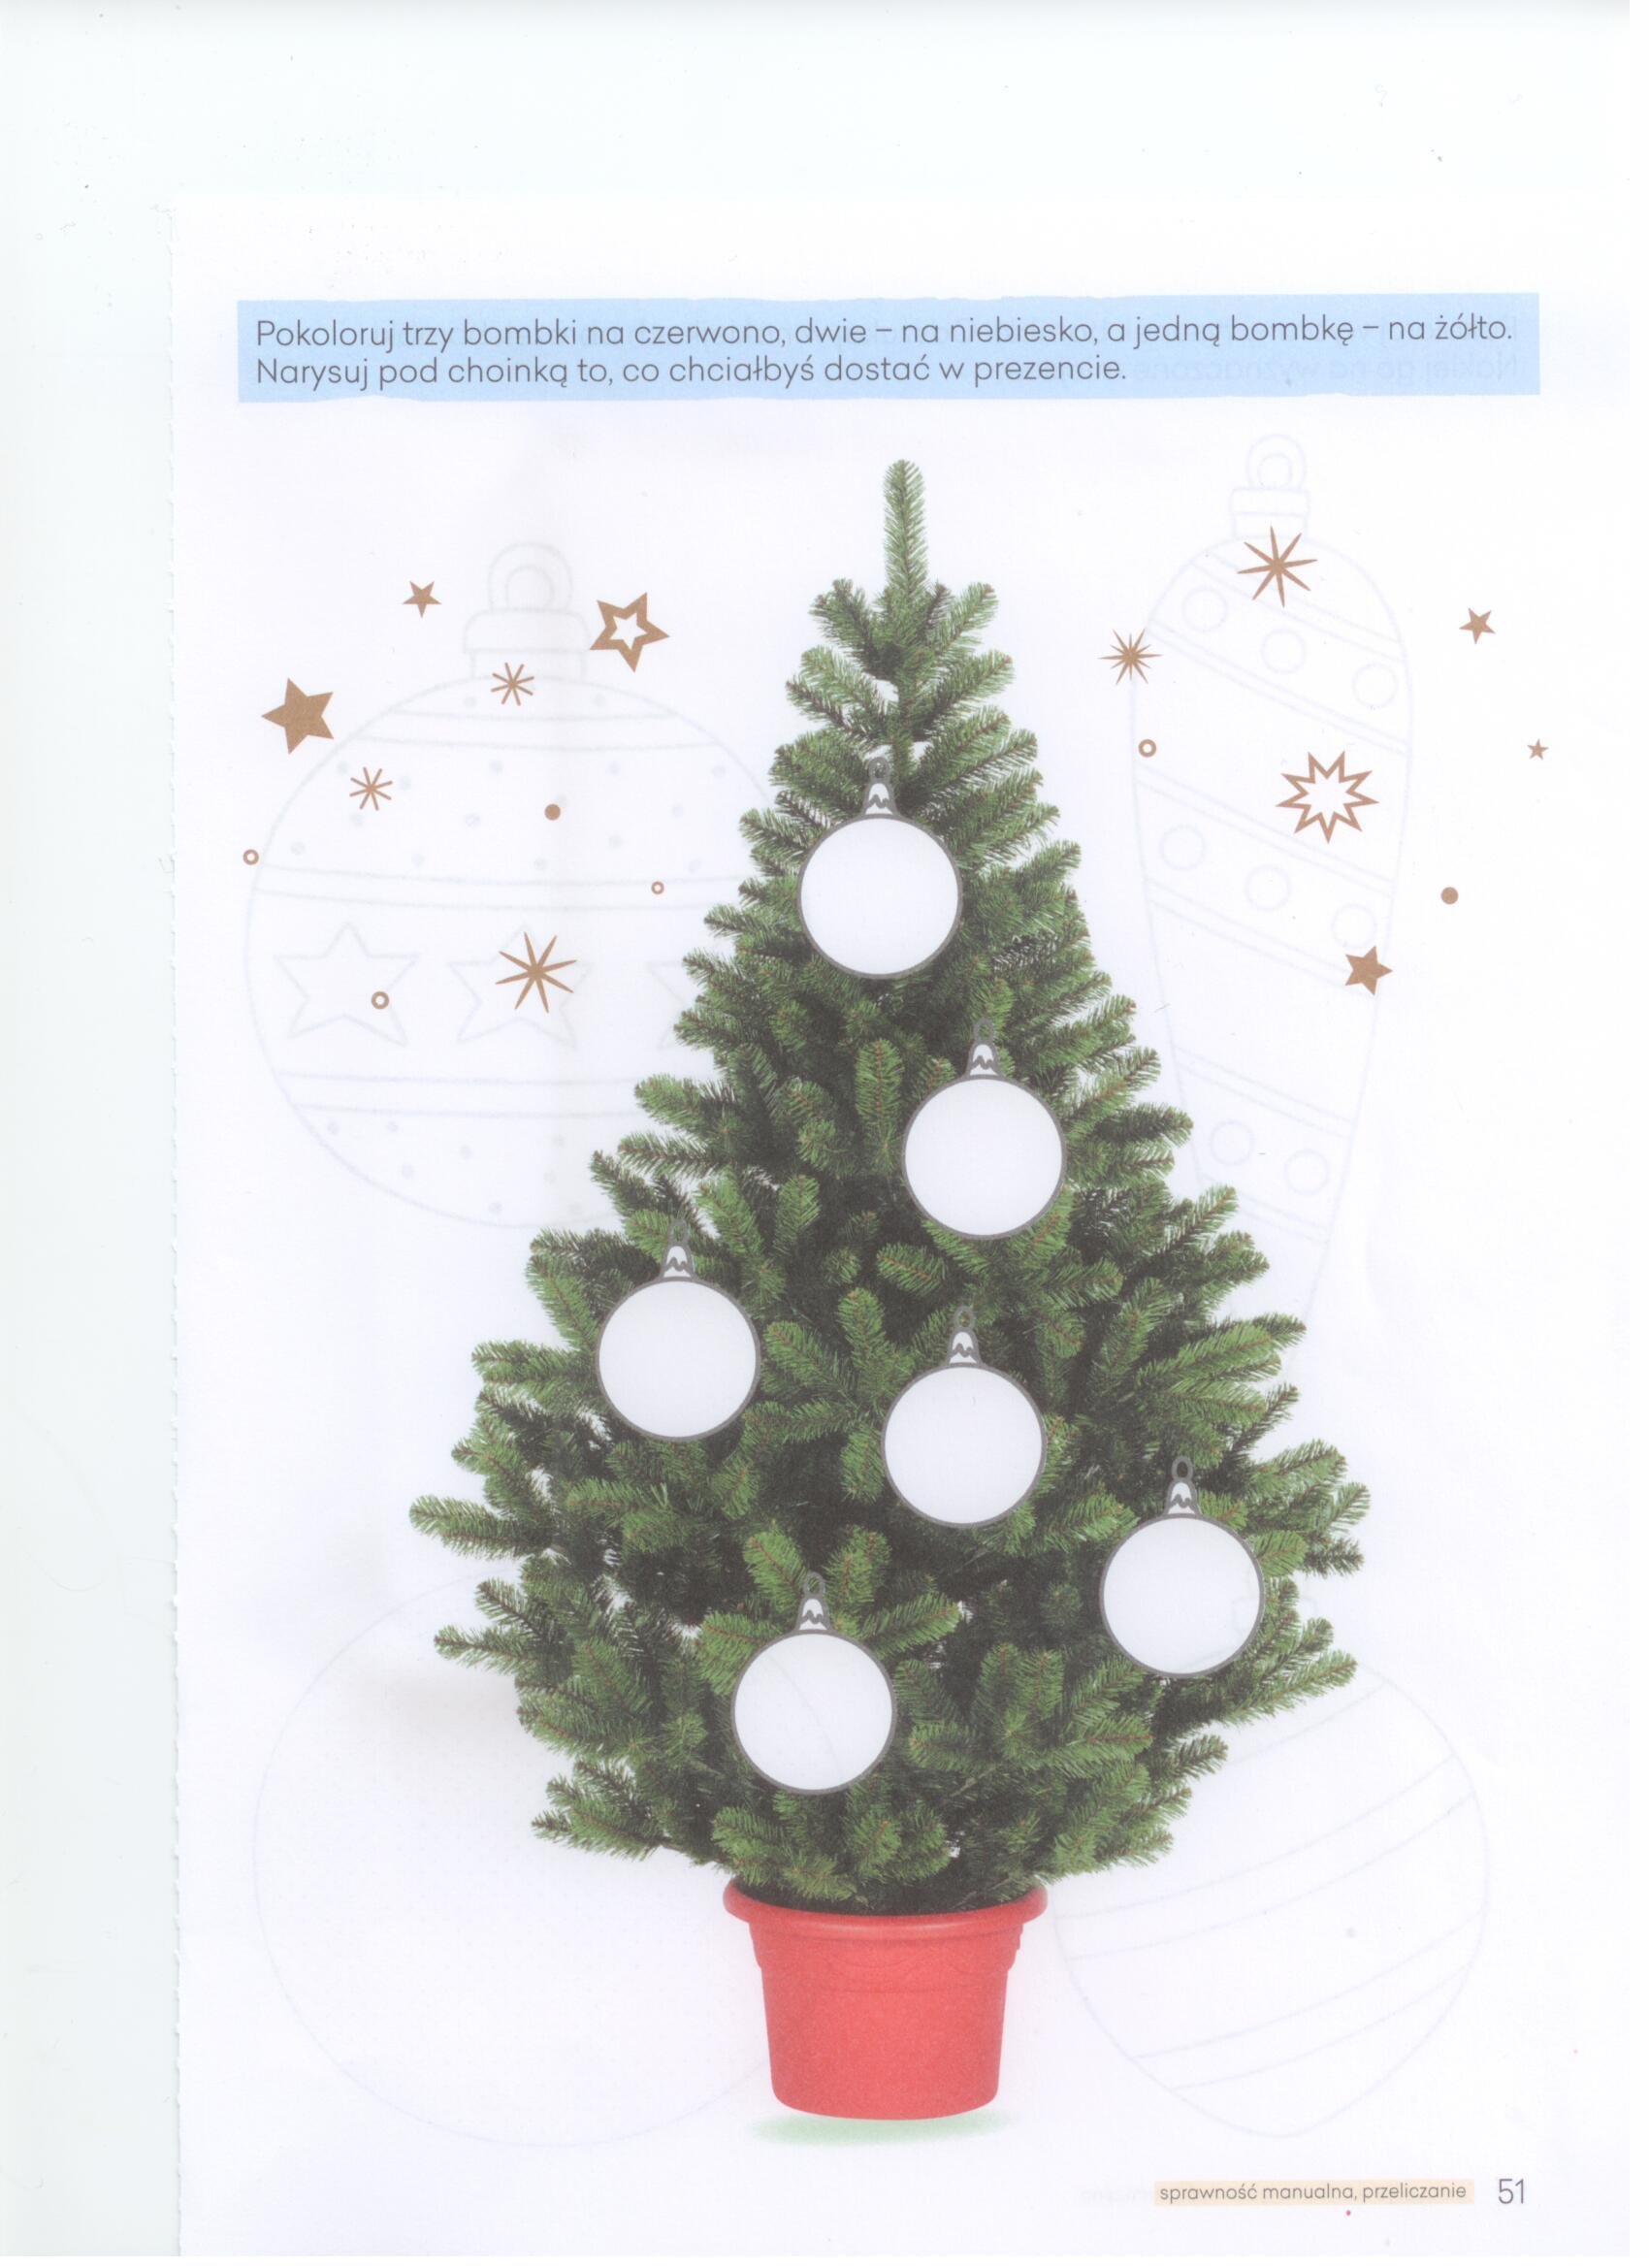 Pokoloruj trzy bombki na czerwono, dwie – na niebiesko, a jedną bombkę – na żółto.
Narysuj pod choinką to, co chciałbyś dostać w prezencie.
sprawność manualna, przeliczanie 51